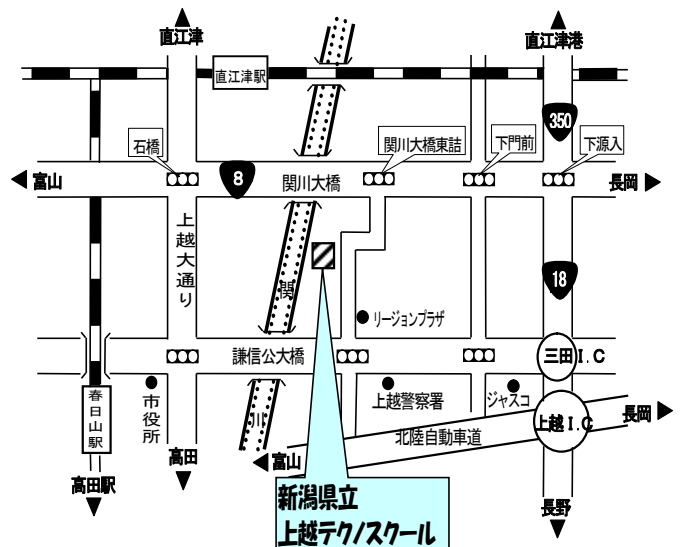 直江津
直江津港
直江津駅
350
石橋
関川大橋東詰
下門前
下源入
富山
8
関川大橋
長岡
上越大通り
関
18
リージョンプラザ
謙信公大橋
三田I.C
春日山駅
市役所
川
上越警察署
ジャスコ
上越I.C
長岡
北陸自動車道
高田
富山
高田駅
新潟県立
上越テクノスクール
長野